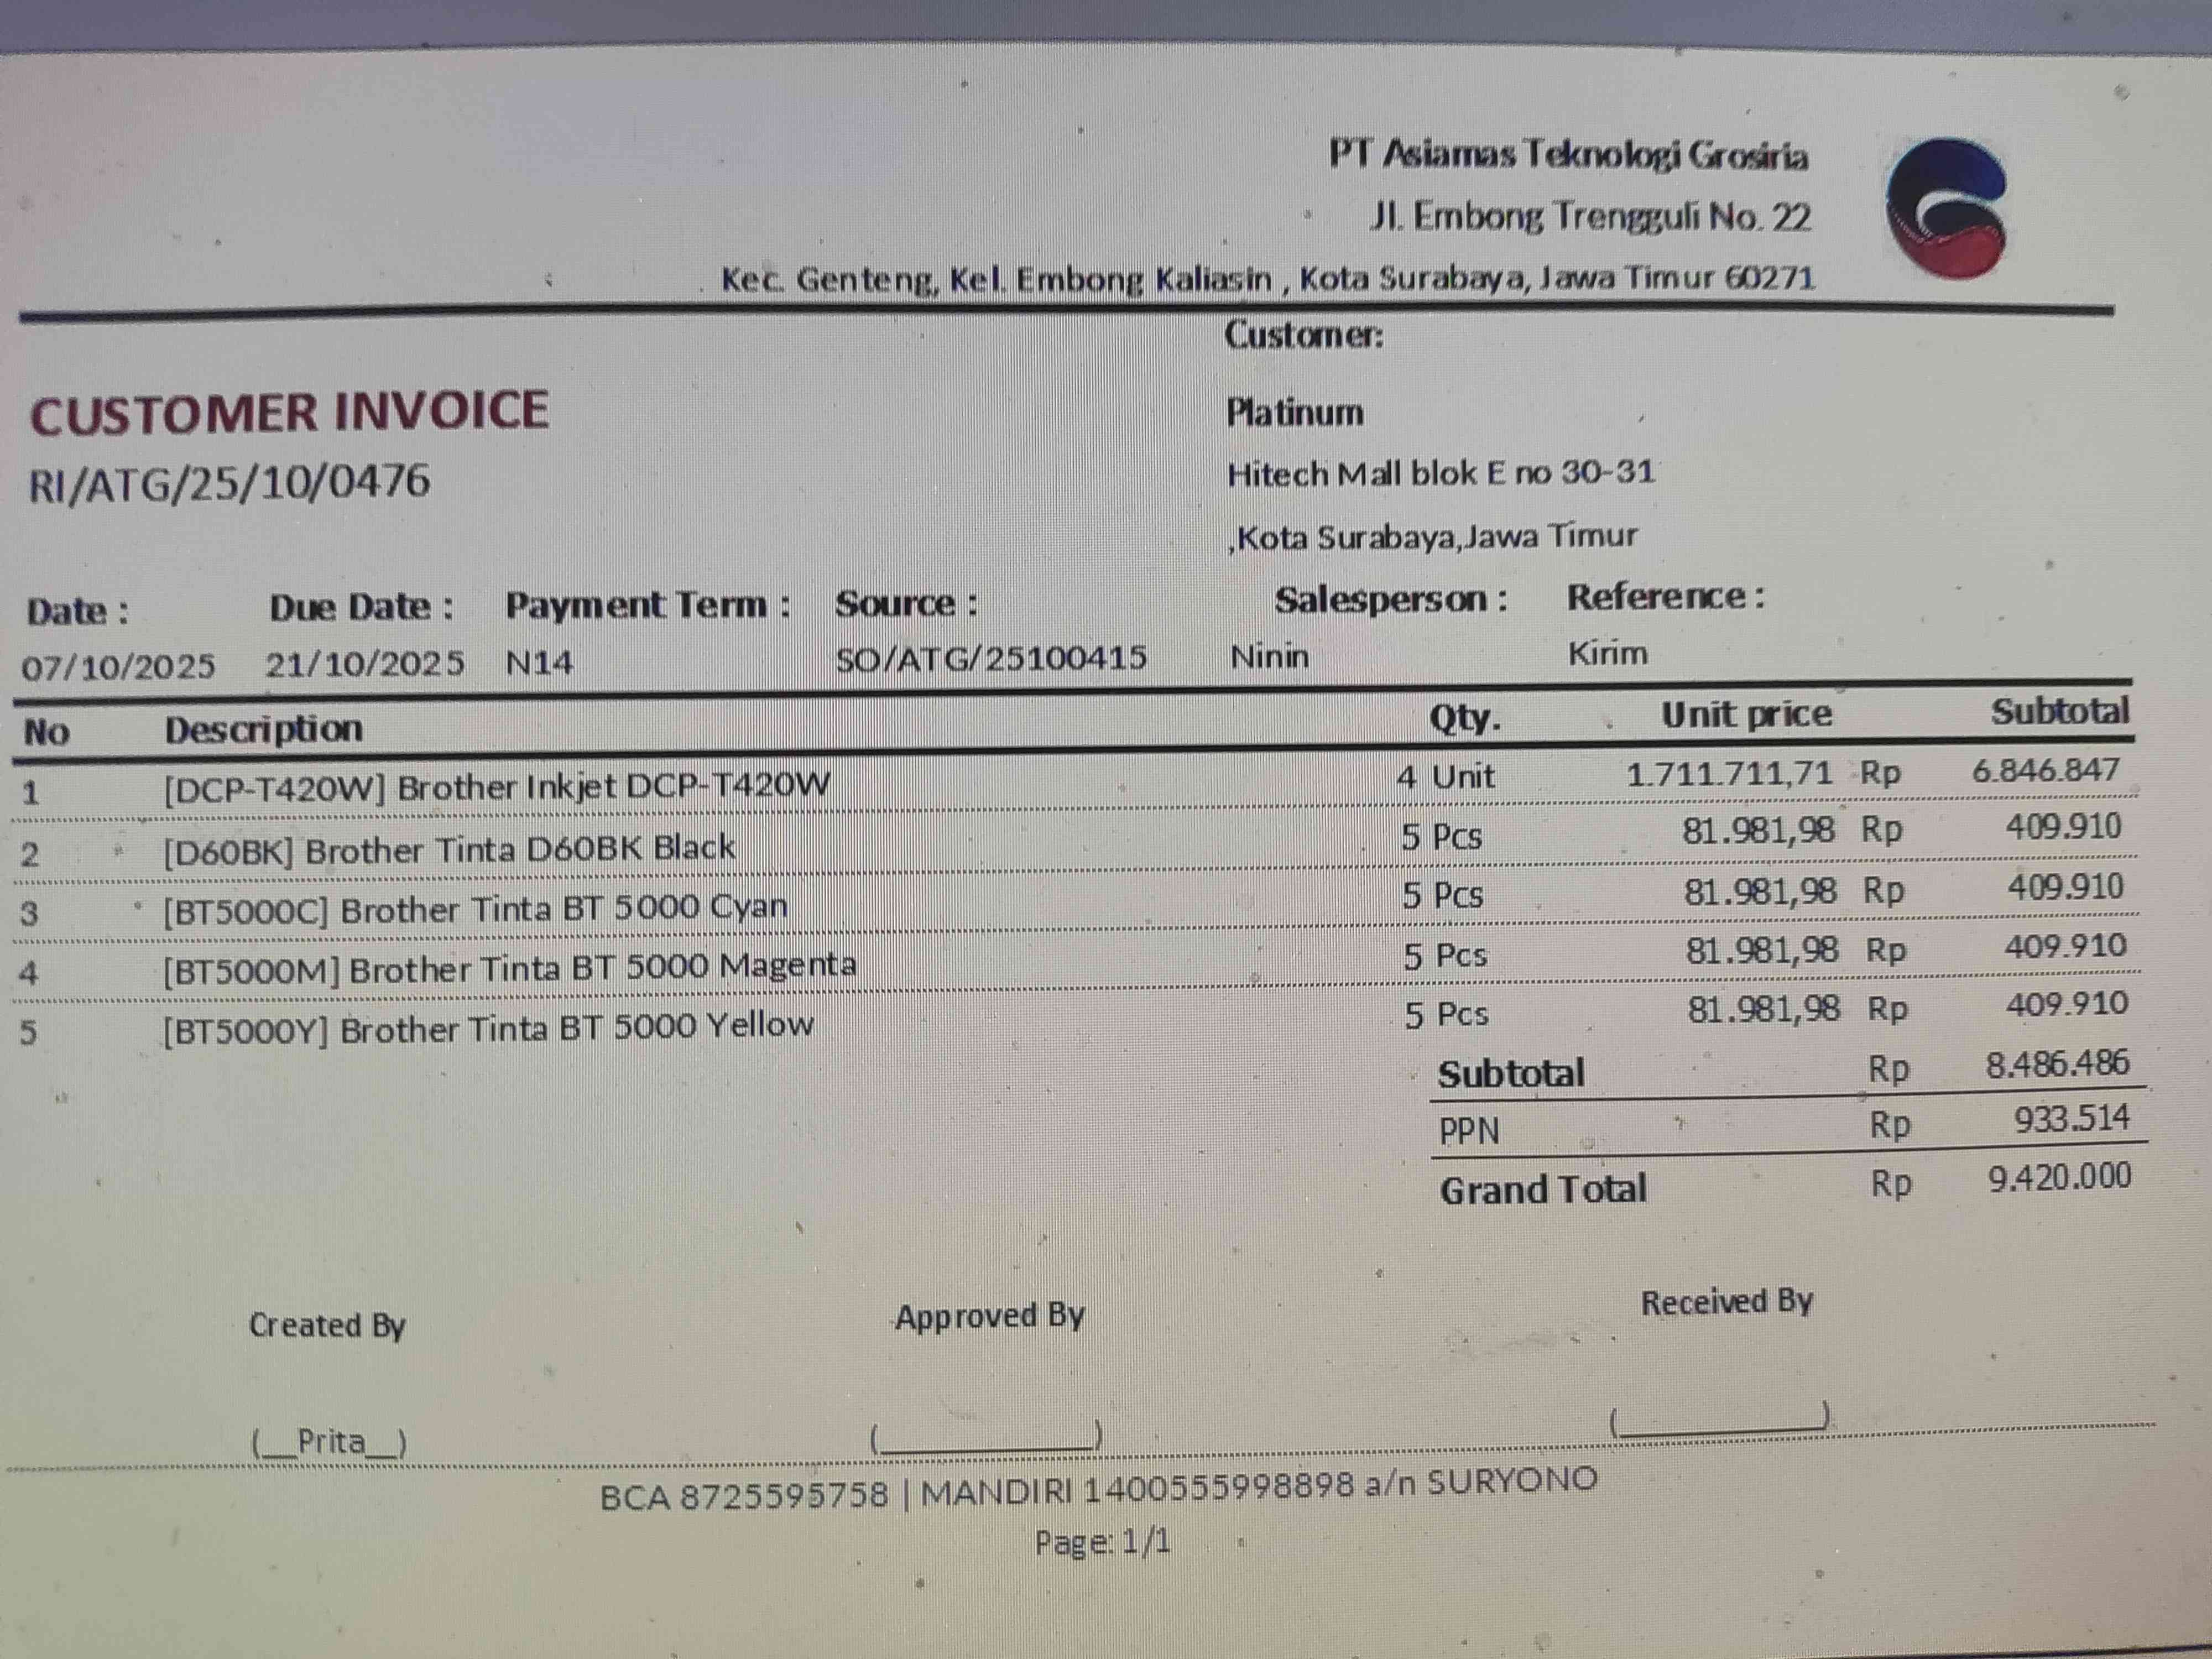 PT Asiamas Teknologi Grosiria
Jl. Embong Trengguli No. 22
Kec. Genteng, Kel. Embong Kaliasin , Kota Surabaya, Jawa Timur 60271
Customer:
CUSTOMER INVOICE
RI/ATG/25/10/0476
Platinum
Hitech Mall blok E no 30-31
,Kota Surabaya,Jawa Timur
Date : Due Date : Payment Term : Source : Salesperson : Reference :
07/10/2025 21/10/2025 N14 SO/ATG/25100415 Ninin Kirim
No Description Qty. Unit price Subtotal
1 [DCP-T420W] Brother Inkjet DCP-T420W 4 Unit 1.711.711,71 Rp 6.846.847
2 [D60BK] Brother Tinta D60BK Black 5 Pcs 81.981,98 Rp 409.910
3 [BT5000C] Brother Tinta BT 5000 Cyan 5 Pcs 81.981,98 Rp 409.910
4 [BT5000M] Brother Tinta BT 5000 Magenta 5 Pcs 81.981,98 Rp 409.910
5 [BT5000Y] Brother Tinta BT 5000 Yellow 5 Pcs 81.981,98 Rp 409.910
Subtotal Rp 8.486.486
PPN Rp 933.514
Grand Total Rp 9.420.000
Created By Approved By Received By
(__Prita__) (____________) (____________)
BCA 8725595758 | MANDIRI 1400555998898 a/n SURYONO
Page: 1/1